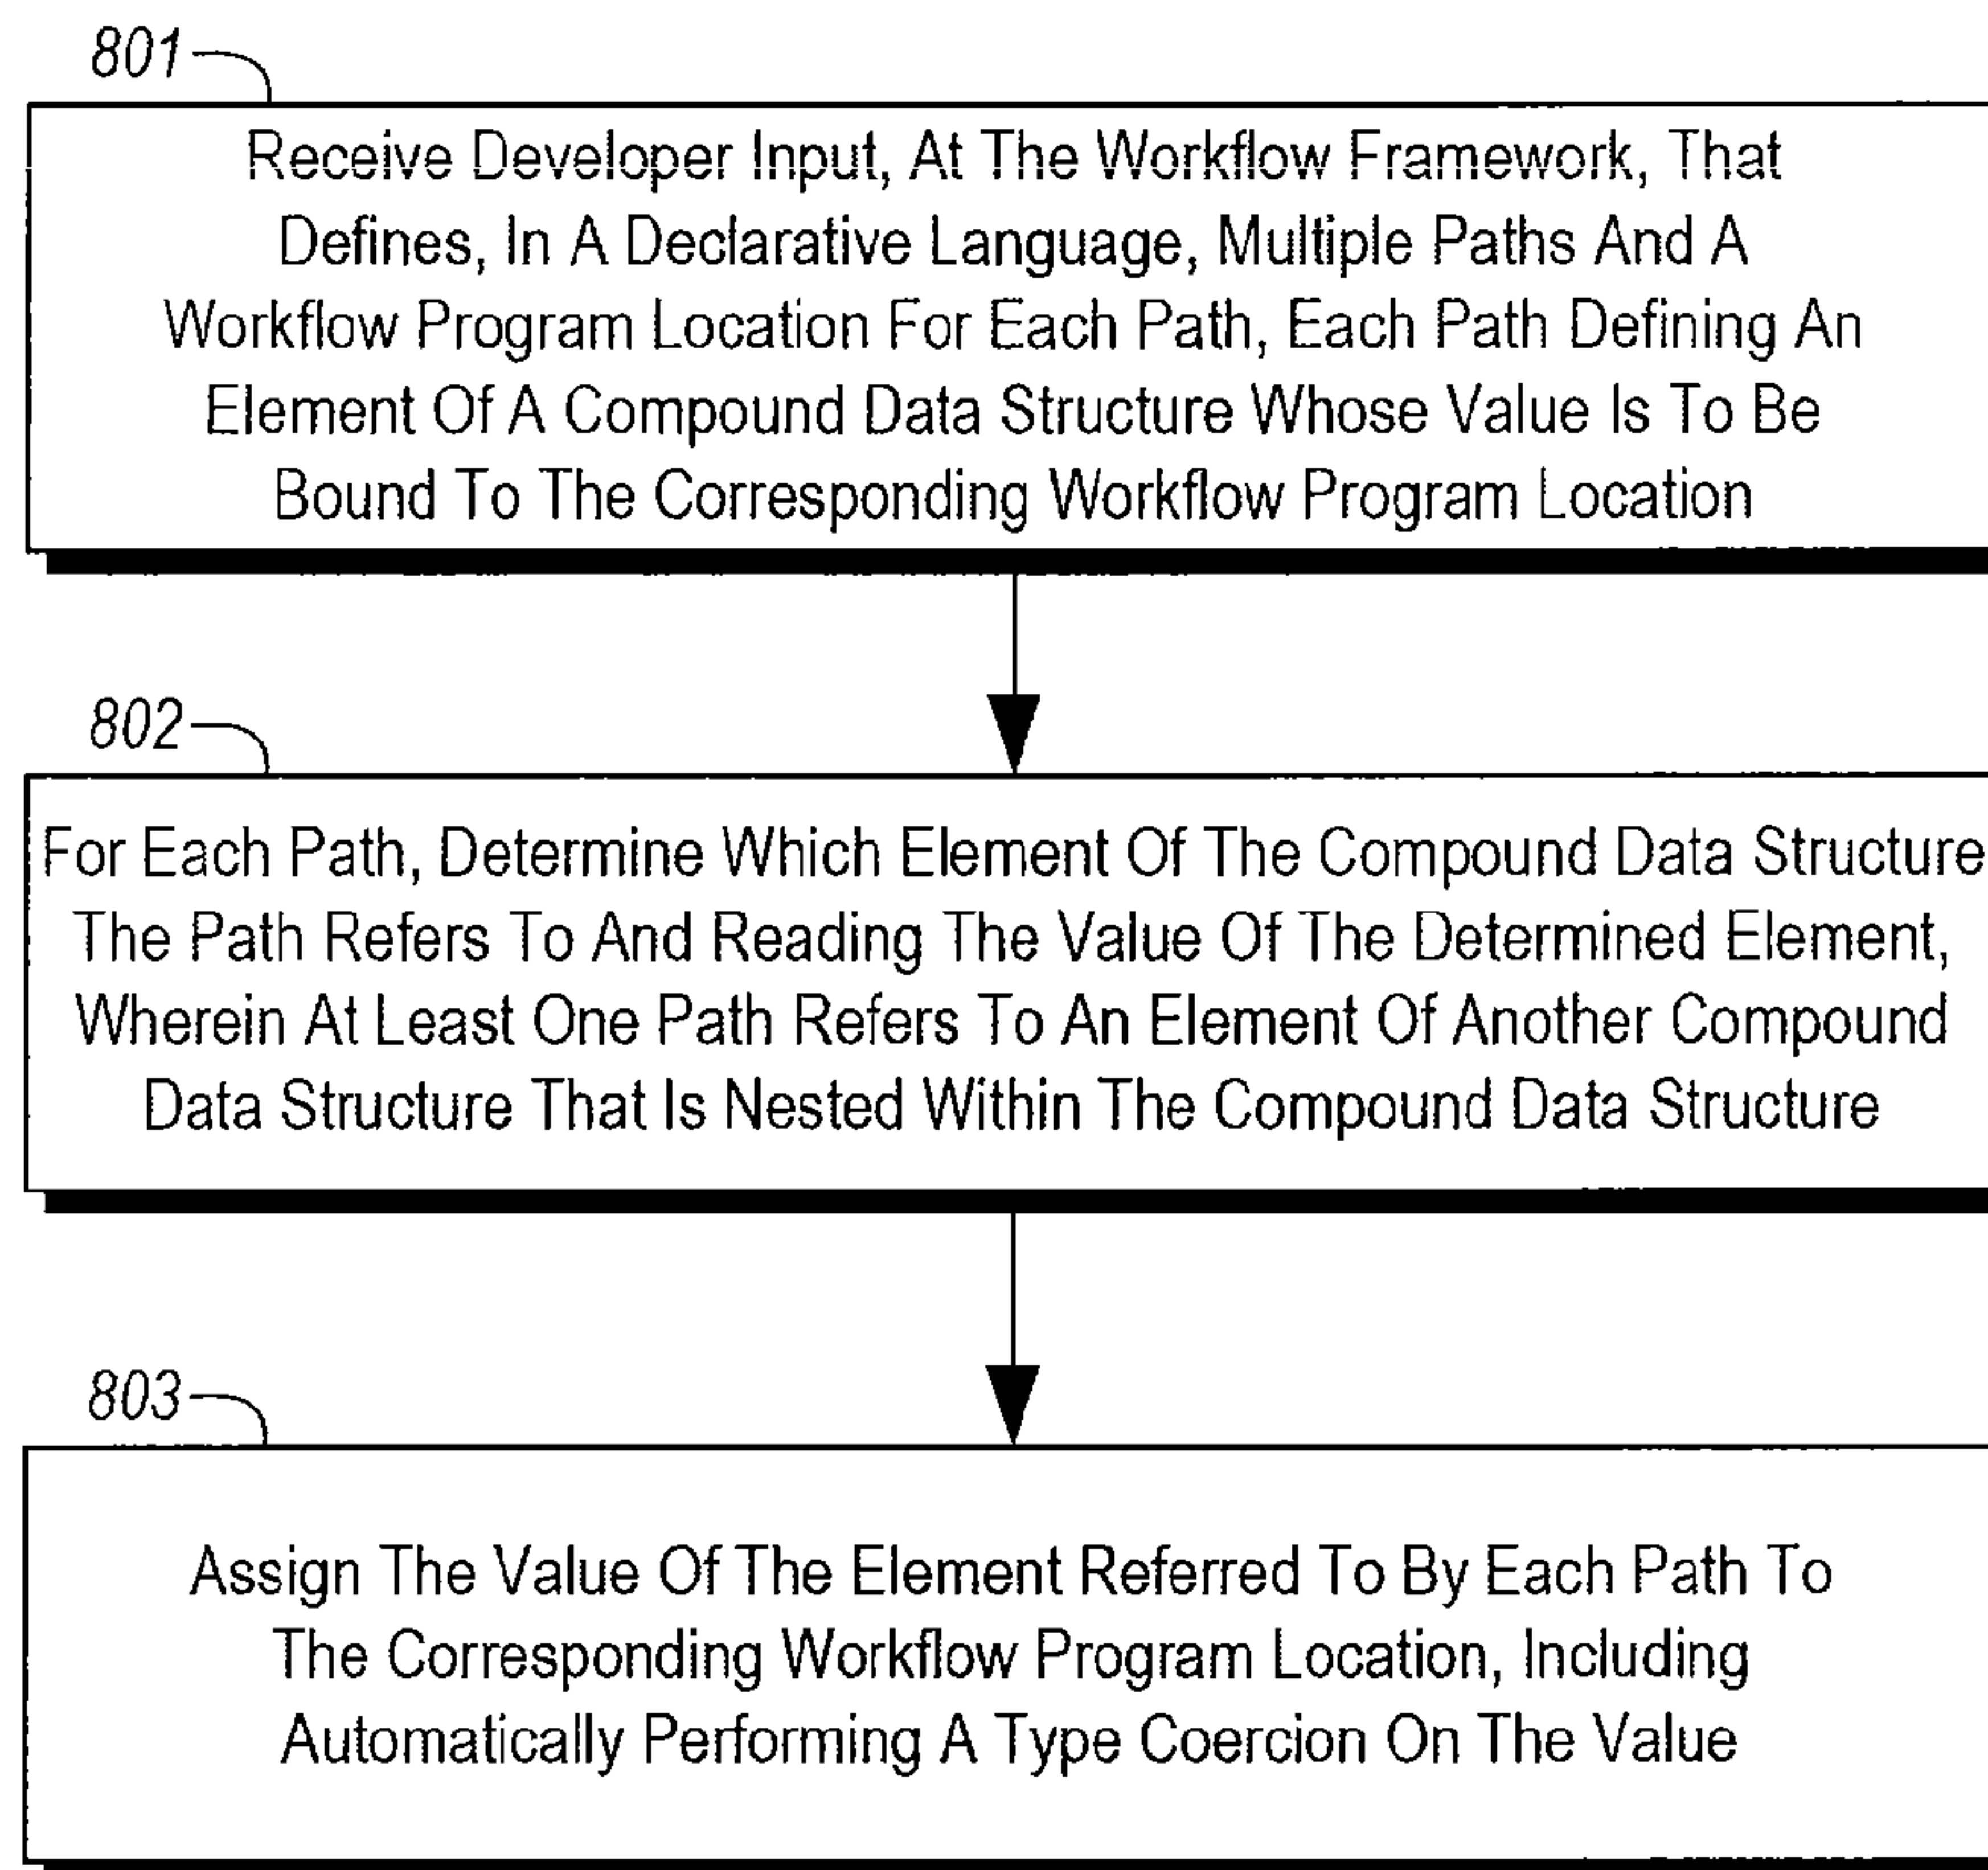 801
Receive Developer Input, At The Workflow Framework, That
Defines, In A Declarative Language, Multiple Paths And A
Workflow Program Location For Each Path, Each Path Defining An
Element Of A Compound Data Structure Whose Value Is To Be
Bound To The Corresponding Workflow Program Location
802
For Each Path, Determine Which Element Of The Compound Data Structure
The Path Refers To And Reading The Value Of The Determined Element,
Wherein At Least One Path Refers To An Element Of Another Compound
Data Structure That Is Nested Within The Compound Data Structure
803
Assign The Value Of The Element Referred To By Each Path To
The Corresponding Workflow Program Location, Including
Automatically Performing A Type Coercion On The Value